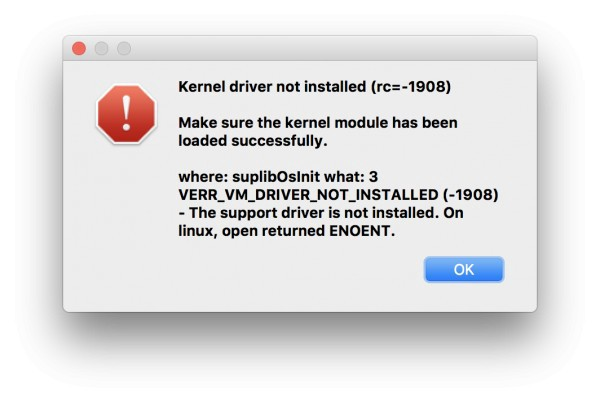 Kernel driver not installed (rc=-1908)
Make sure the kernel module has been
loaded successfully.
where: suplibOsInit what: 3
VERR_VM_DRIVER_NOT_INSTALLED (-1908)
- The support driver is not installed. On
linux, open returned ENOENT.
OK